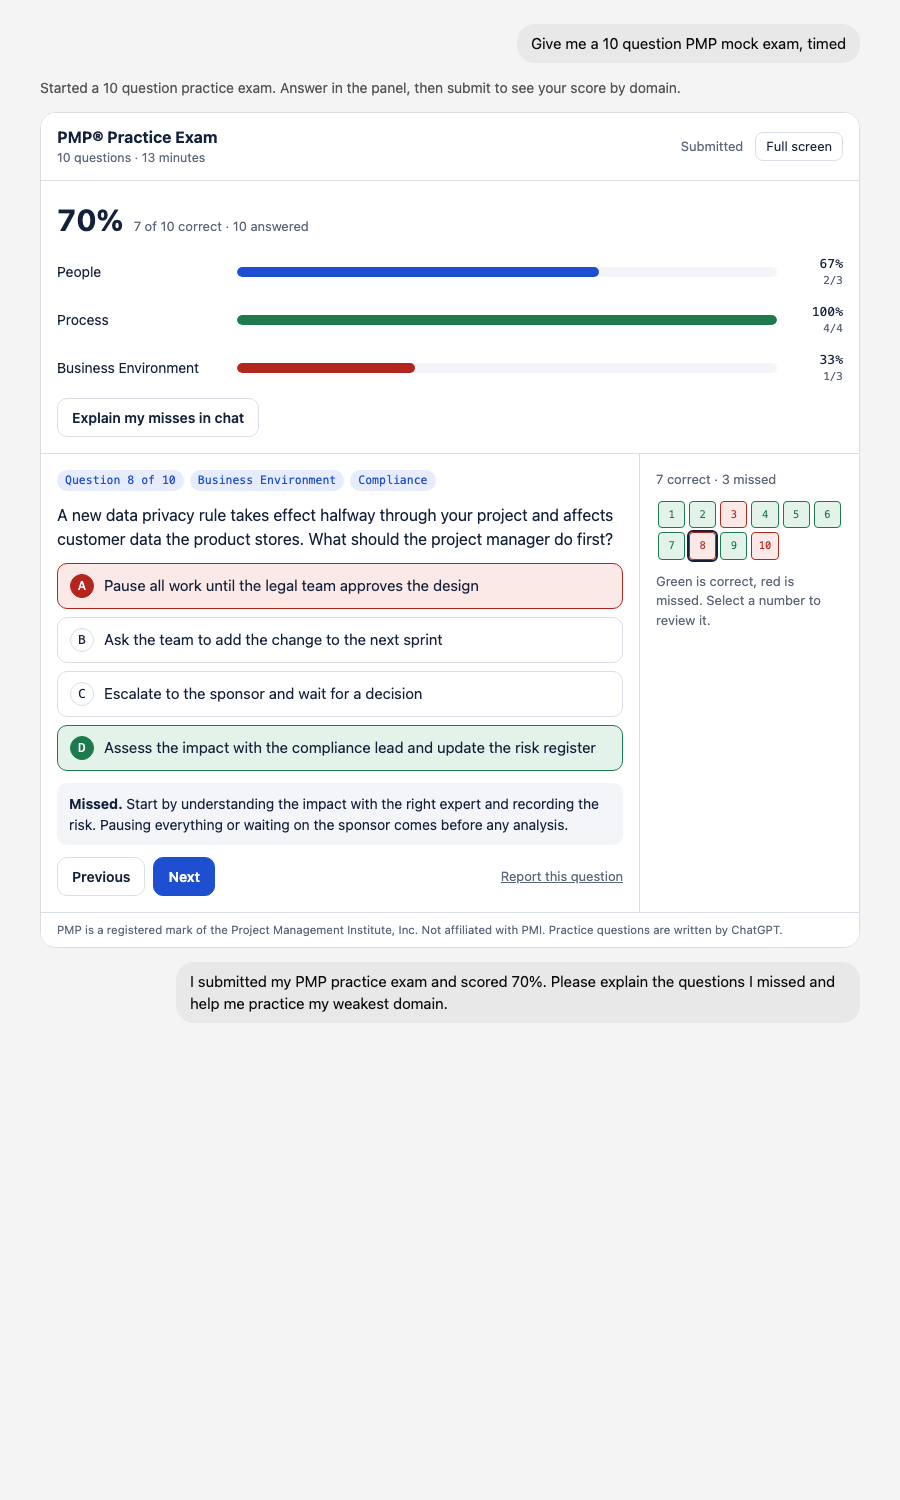 Give me a 10 question PMP mock exam, timed
Started a 10 question practice exam. Answer in the panel, then submit to see your score by domain.
PMP® Practice Exam
10 questions · 13 minutes
Submitted
Full screen
70% 7 of 10 correct · 10 answered
People
67%
2/3
Process
100%
4/4
Business Environment
33%
1/3
Explain my misses in chat
Question 8 of 10
Business Environment
Compliance
A new data privacy rule takes effect halfway through your project and affects
customer data the product stores. What should the project manager do first?
A Pause all work until the legal team approves the design
B Ask the team to add the change to the next sprint
C Escalate to the sponsor and wait for a decision
D Assess the impact with the compliance lead and update the risk register
Missed. Start by understanding the impact with the right expert and recording the
risk. Pausing everything or waiting on the sponsor comes before any analysis.
Previous
Next
Report this question
7 correct · 3 missed
1 2 3 4 5 6
7 8 9 10
Green is correct, red is
missed. Select a number to
review it.
PMP is a registered mark of the Project Management Institute, Inc. Not affiliated with PMI. Practice questions are written by ChatGPT.
I submitted my PMP practice exam and scored 70%. Please explain the questions I missed and
help me practice my weakest domain.